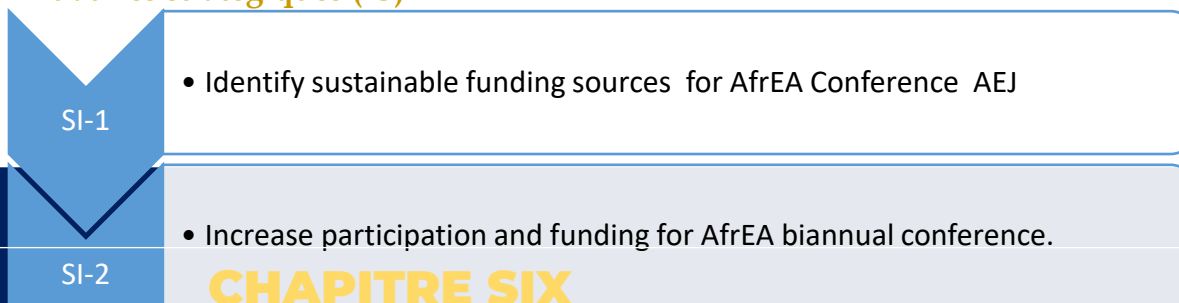 SI-1
• Identify sustainable funding sources for AfrEA Conference AEJ
SI-2
• Increase participation and funding for AfrEA biannual conference.
CHAPITRE SIX